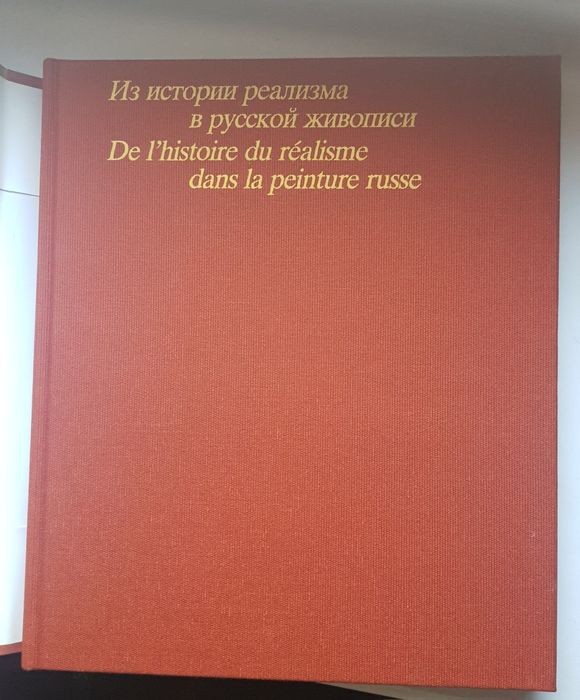 Из истории реализма
в русской живописи
De l'histoire du réalisme
dans la peinture russe